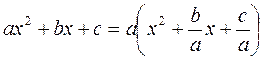 ax² + bx + c = a(x² + b/a x + c/a)